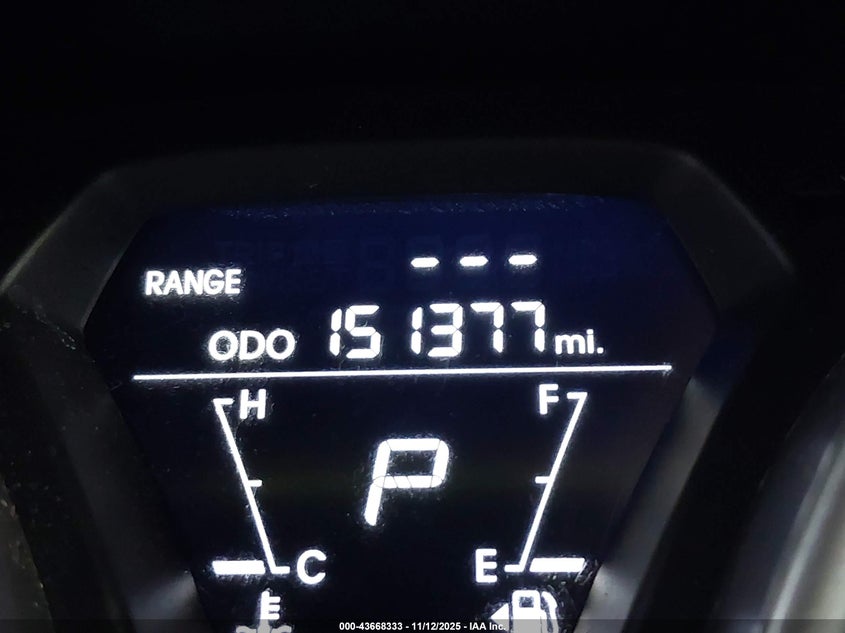 RANGE ---
ODO 151377 mi.
H F
P
C E
000-43668333 - 11/12/2025 - IAA Inc.